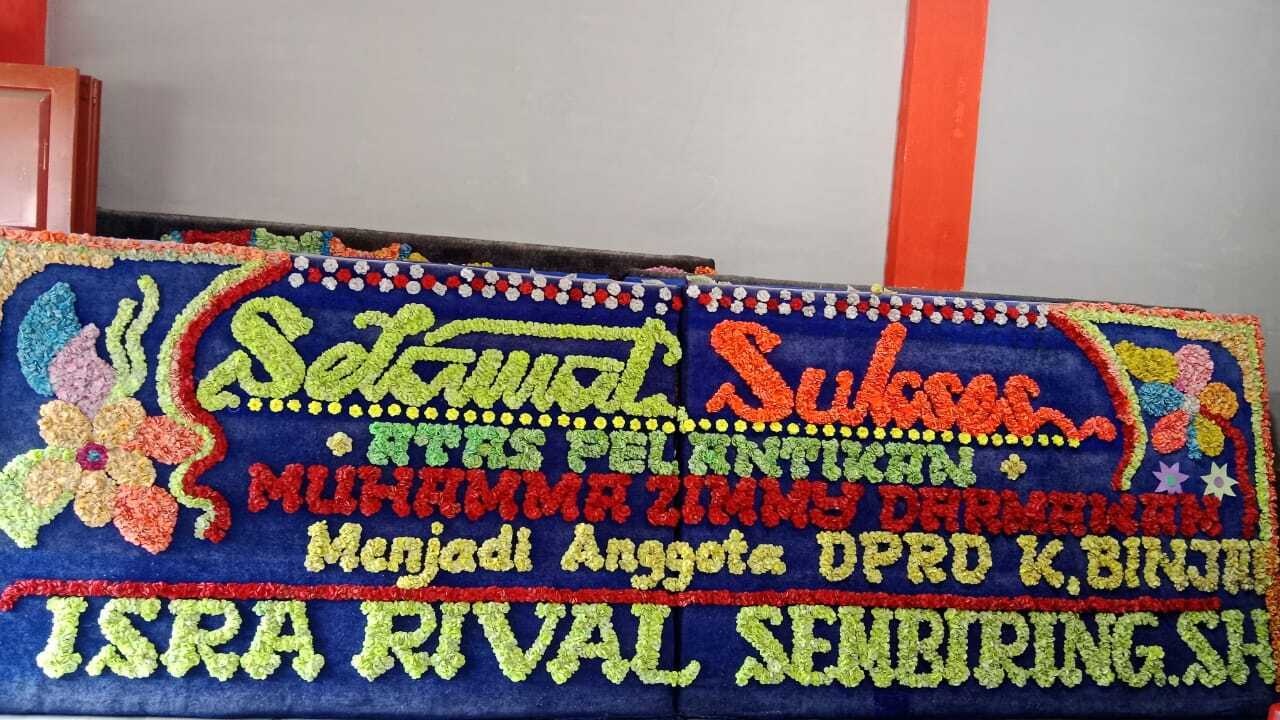 Selamat Sukses
ATAS PELANTIKAN
MUHAMMA ZIMMY DARMAWAN
Menjadi Anggota DPRD K.BINJAI
ISRA RIVAL SEMBIRING.SH